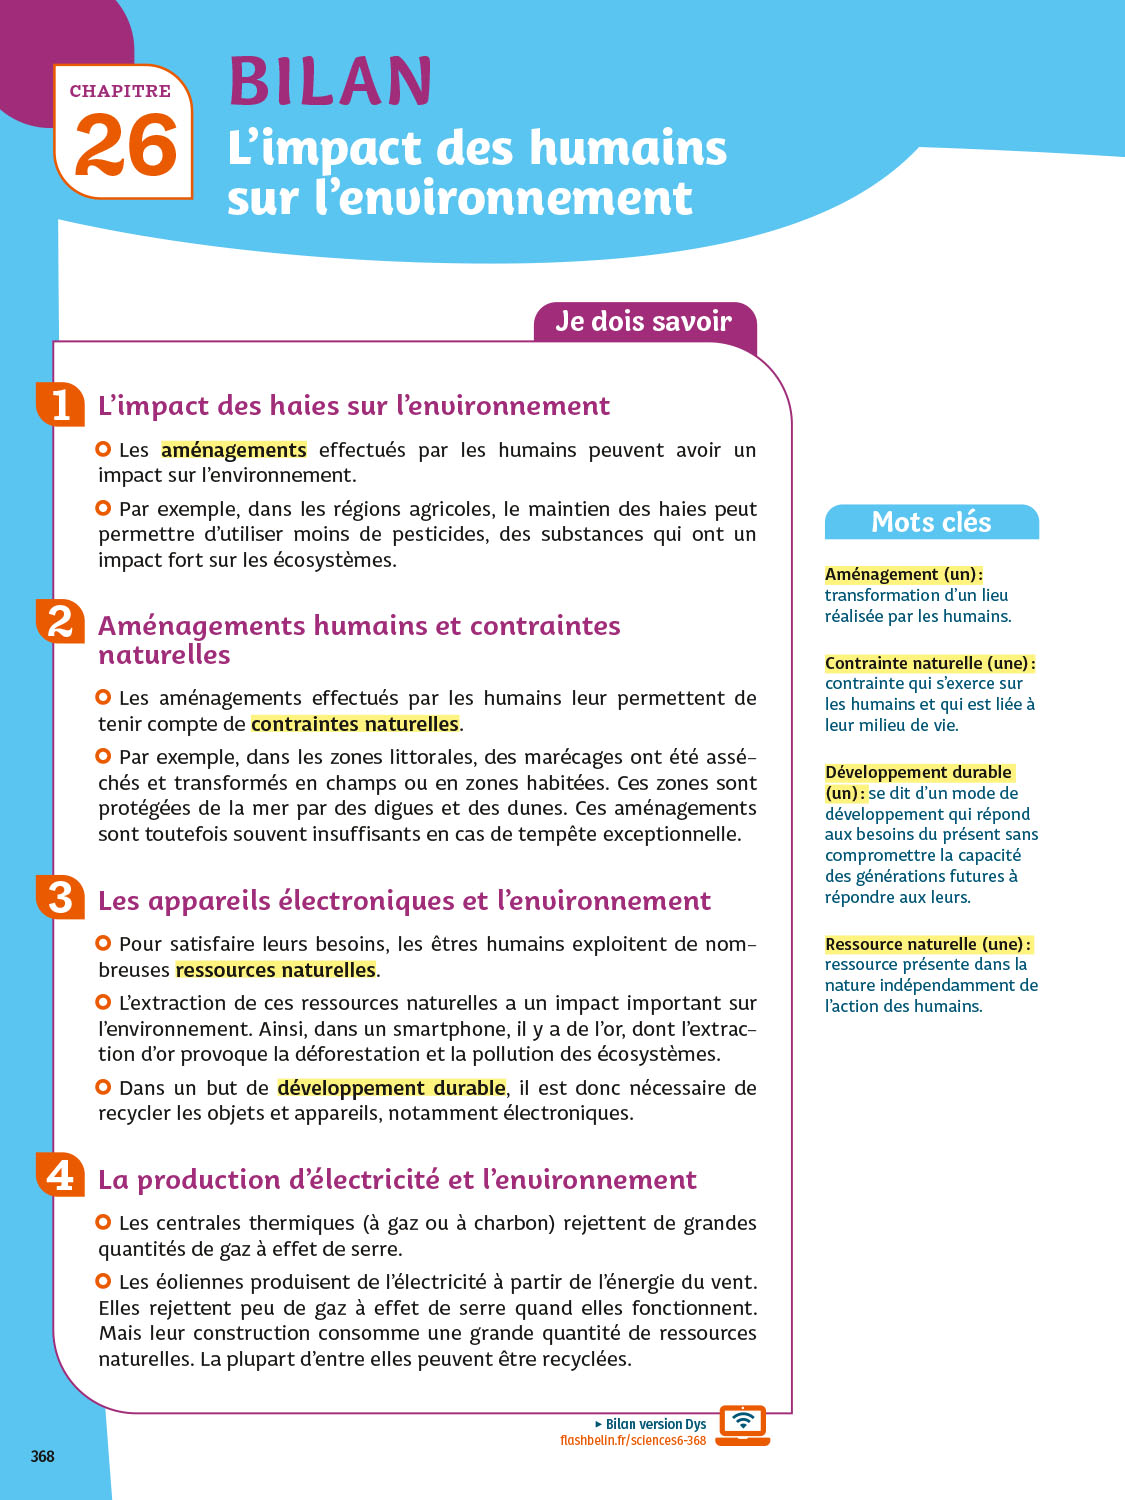 CHAPITRE
26
BILAN
L’impact des humains
sur l’environnement
Je dois savoir
1
L’impact des haies sur l’environnement
Les aménagements effectués par les humains peuvent avoir un
impact sur l’environnement.
Par exemple, dans les régions agricoles, le maintien des haies peut
permettre d’utiliser moins de pesticides, des substances qui ont un
impact fort sur les écosystèmes.
2
Aménagements humains et contraintes
naturelles
Les aménagements effectués par les humains leur permettent de
tenir compte de contraintes naturelles.
Par exemple, dans les zones littorales, des marécages ont été assé-
chés et transformés en champs ou en zones habitées. Ces zones sont
protégées de la mer par des digues et des dunes. Ces aménagements
sont toutefois souvent insuffisants en cas de tempête exceptionnelle.
3
Les appareils électroniques et l’environnement
Pour satisfaire leurs besoins, les êtres humains exploitent de nom-
breuses ressources naturelles.
L’extraction de ces ressources naturelles a un impact important sur
l’environnement. Ainsi, dans un smartphone, il y a de l’or, dont l’extrac-
tion d’or provoque la déforestation et la pollution des écosystèmes.
Dans un but de développement durable, il est donc nécessaire de
recycler les objets et appareils, notamment électroniques.
4
La production d’électricité et l’environnement
Les centrales thermiques (à gaz ou à charbon) rejettent de grandes
quantités de gaz à effet de serre.
Les éoliennes produisent de l’électricité à partir de l’énergie du vent.
Elles rejettent peu de gaz à effet de serre quand elles fonctionnent.
Mais leur construction consomme une grande quantité de ressources
naturelles. La plupart d’entre elles peuvent être recyclées.
Mots clés
Aménagement (un) :
transformation d’un lieu
réalisée par les humains.
Contrainte naturelle (une) :
contrainte qui s’exerce sur
les humains et qui est liée à
leur milieu de vie.
Développement durable
(un) : se dit d’un mode de
développement qui répond
aux besoins du présent sans
compromettre la capacité
des générations futures à
répondre aux leurs.
Ressource naturelle (une) :
ressource présente dans la
nature indépendamment de
l’action des humains.
▸ Bilan version Dys
flashbelin.fr/sciences6-368
368